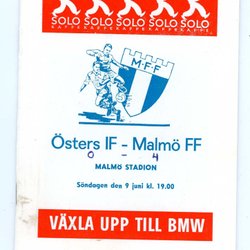 SOLO SOLO SOLO SOLO SOLO
KAPPEKAPPEKAPPEKAPPEKAPPE
MFF
Östers IF - Malmö FF
0 - 4
MALMÖ STADION
Söndagen den 9 juni kl. 19.00
VÄXLA UPP TILL BMW